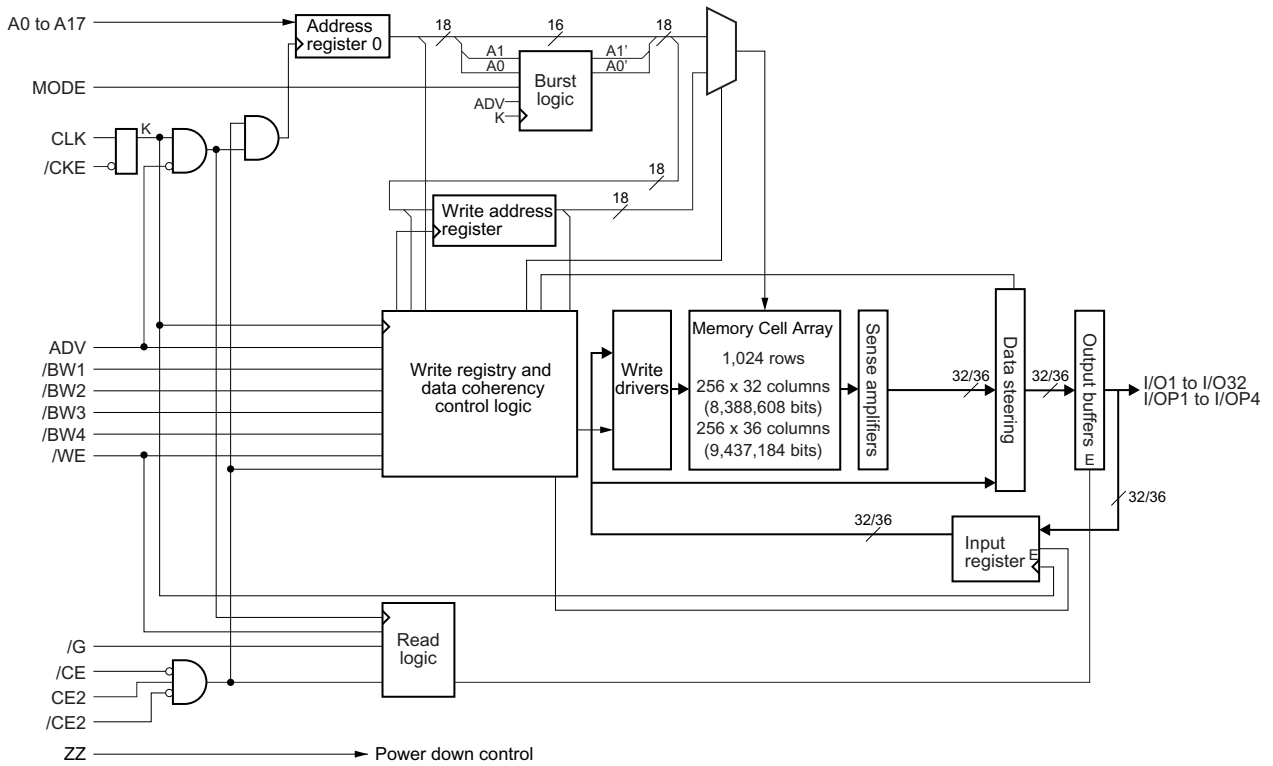 A0 to A17
Address
register 0
18
16
18
A1
A0
A1’
A0’
MODE
Burst
logic
ADV
K
CLK
K
/CKE
18
18
Write address
register
ADV
/BW1
/BW2
/BW3
/BW4
/WE
Write registry and
data coherency
control logic
Write
drivers
Memory Cell Array
1,024 rows
256 x 32 columns
(8,388,608 bits)
256 x 36 columns
(9,437,184 bits)
Sense amplifiers
32/36
Data steering
32/36
Output buffers
E
I/O1 to I/O32
I/OP1 to I/OP4
32/36
32/36
Input
register
E
/G
/CE
CE2
/CE2
Read
logic
ZZ
Power down control